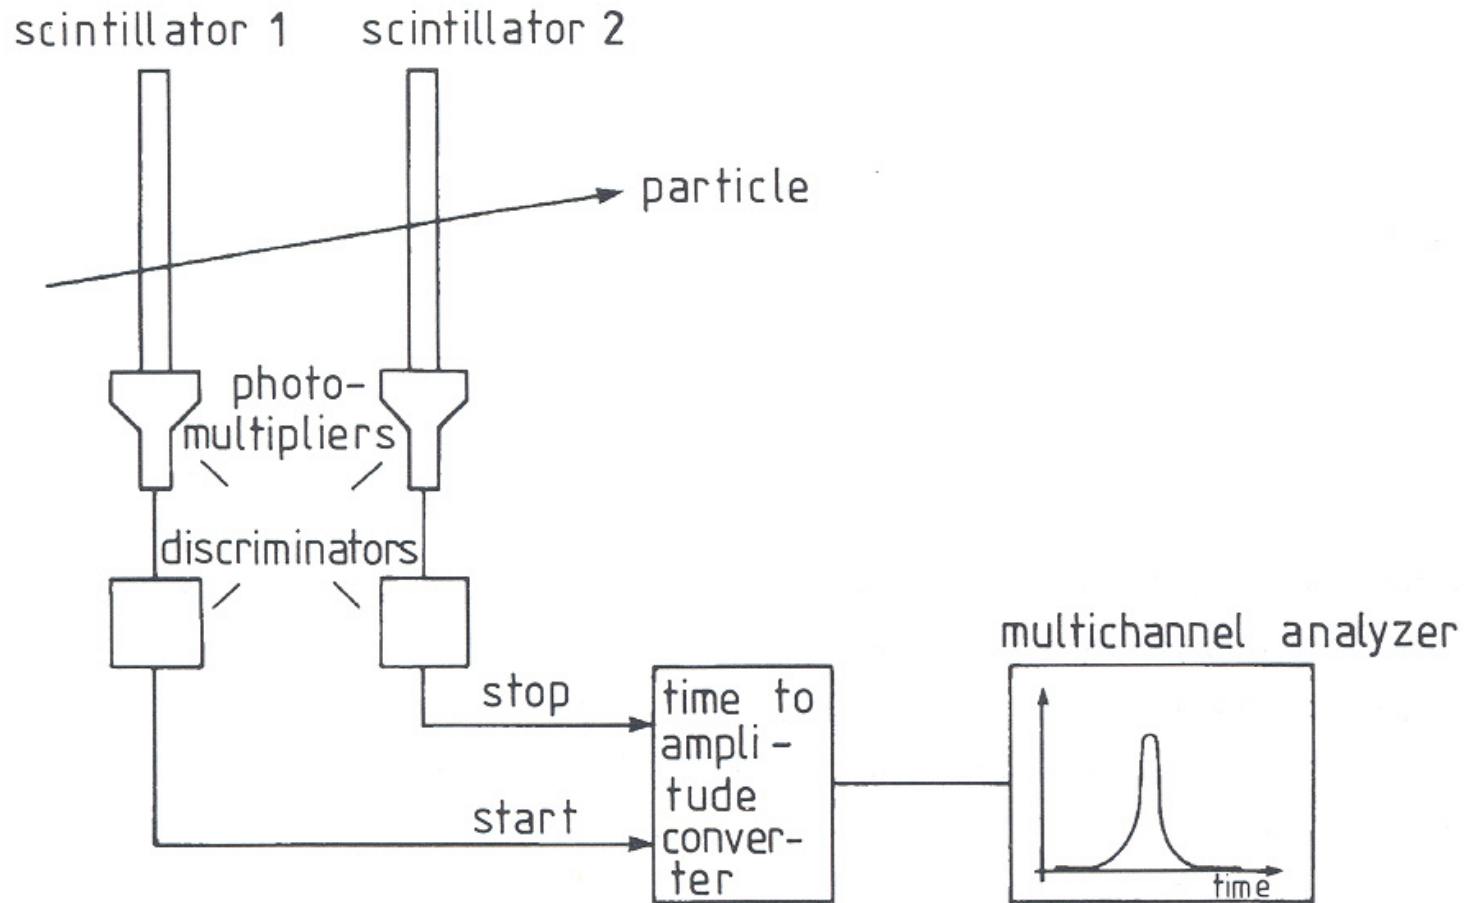 scintillator 1
scintillator 2
particle
photo-
multipliers
discriminators
multichannel analyzer
stop
time to
ampli-
tude
conver-
ter
start
time